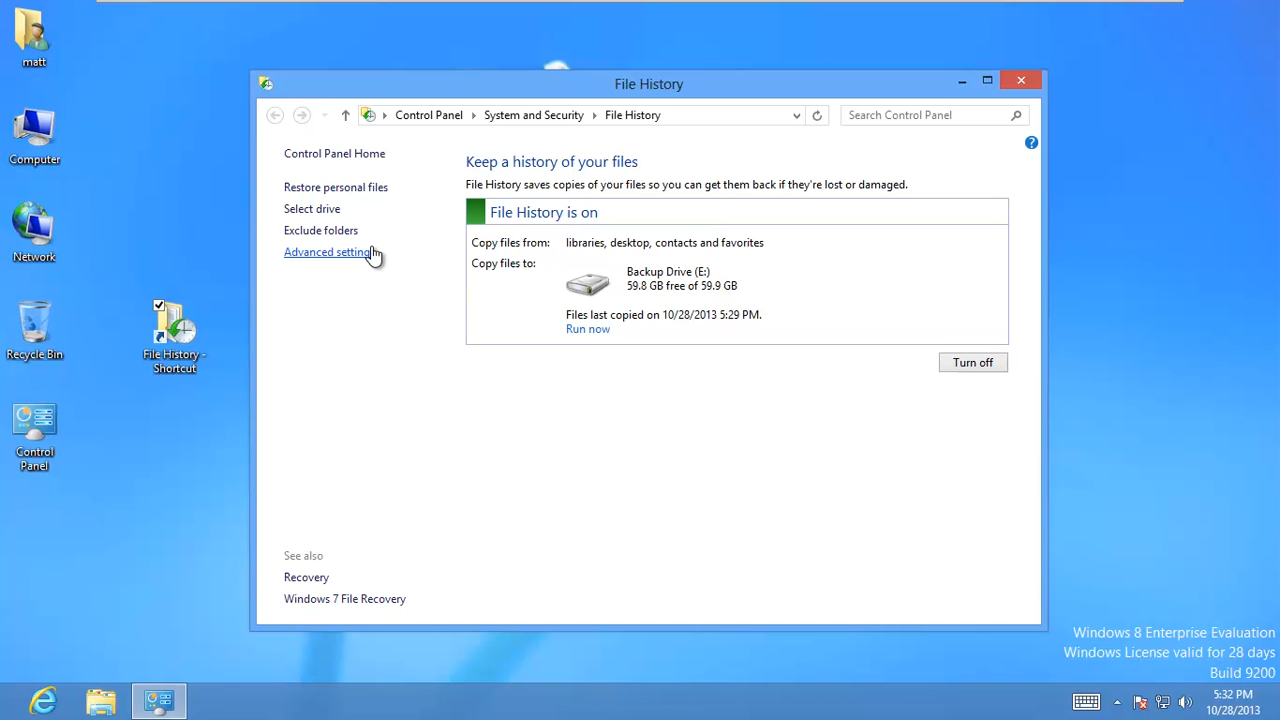 matt
Computer
Network
Recycle Bin
Control
Panel
File History -
Shortcut
File History
Control Panel
System and Security
File History
Search Control Panel
Control Panel Home
Restore personal files
Select drive
Exclude folders
Advanced setting
See also
Recovery
Windows 7 File Recovery
Keep a history of your files
File History saves copies of your files so you can get them back if they're lost or damaged.
File History is on
Copy files from: libraries, desktop, contacts and favorites
Copy files to:
Backup Drive (E:)
59.8 GB free of 59.9 GB
Files last copied on 10/28/2013 5:29 PM.
Run now
Turn off
Windows 8 Enterprise Evaluation
Windows License valid for 28 days
Build 9200
5:32 PM
10/28/2013